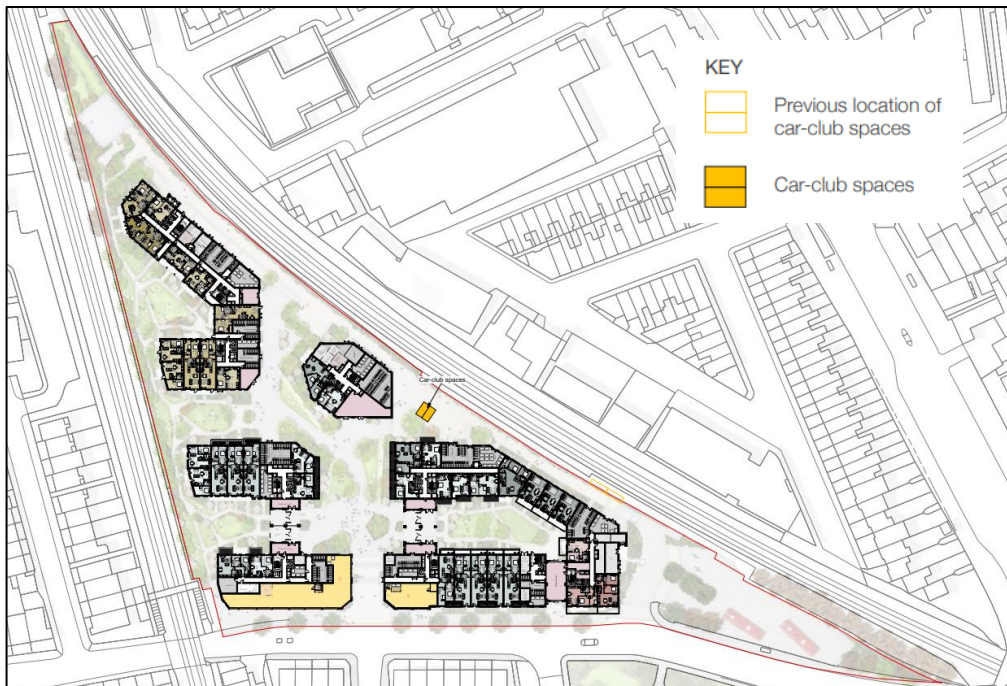 KEY
Previous location of
car-club spaces
Car-club spaces
Car-club spaces